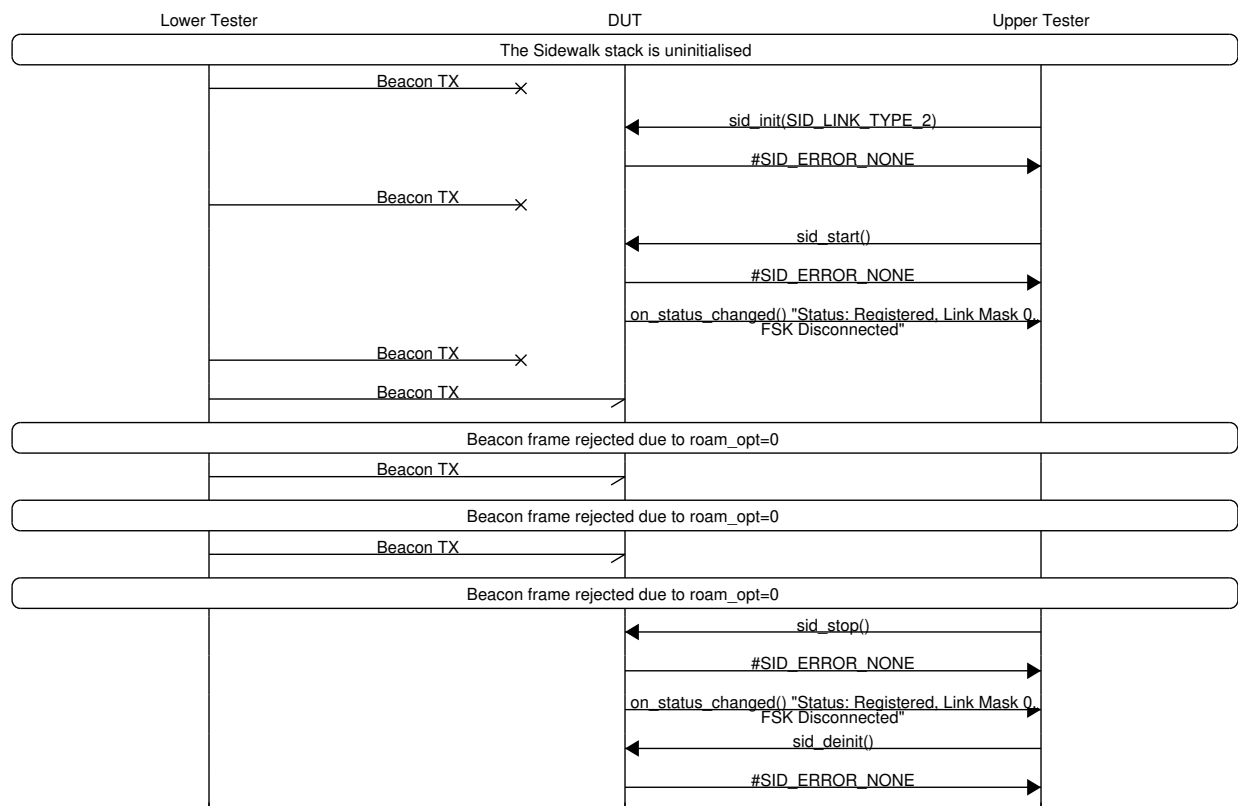 Lower Tester
DUT
Upper Tester
The Sidewalk stack is uninitialised
Beacon TX
sid_init(SID_LINK_TYPE_2)
#SID_ERROR_NONE
Beacon TX
sid_start()
#SID_ERROR_NONE
on_status_changed() "Status: Registered, Link Mask 0,
FSK Disconnected"
Beacon TX
Beacon TX
Beacon frame rejected due to roam_opt=0
Beacon TX
Beacon frame rejected due to roam_opt=0
Beacon TX
Beacon frame rejected due to roam_opt=0
sid_stop()
#SID_ERROR_NONE
on_status_changed() "Status: Registered, Link Mask 0,
FSK Disconnected"
sid_deinit()
#SID_ERROR_NONE